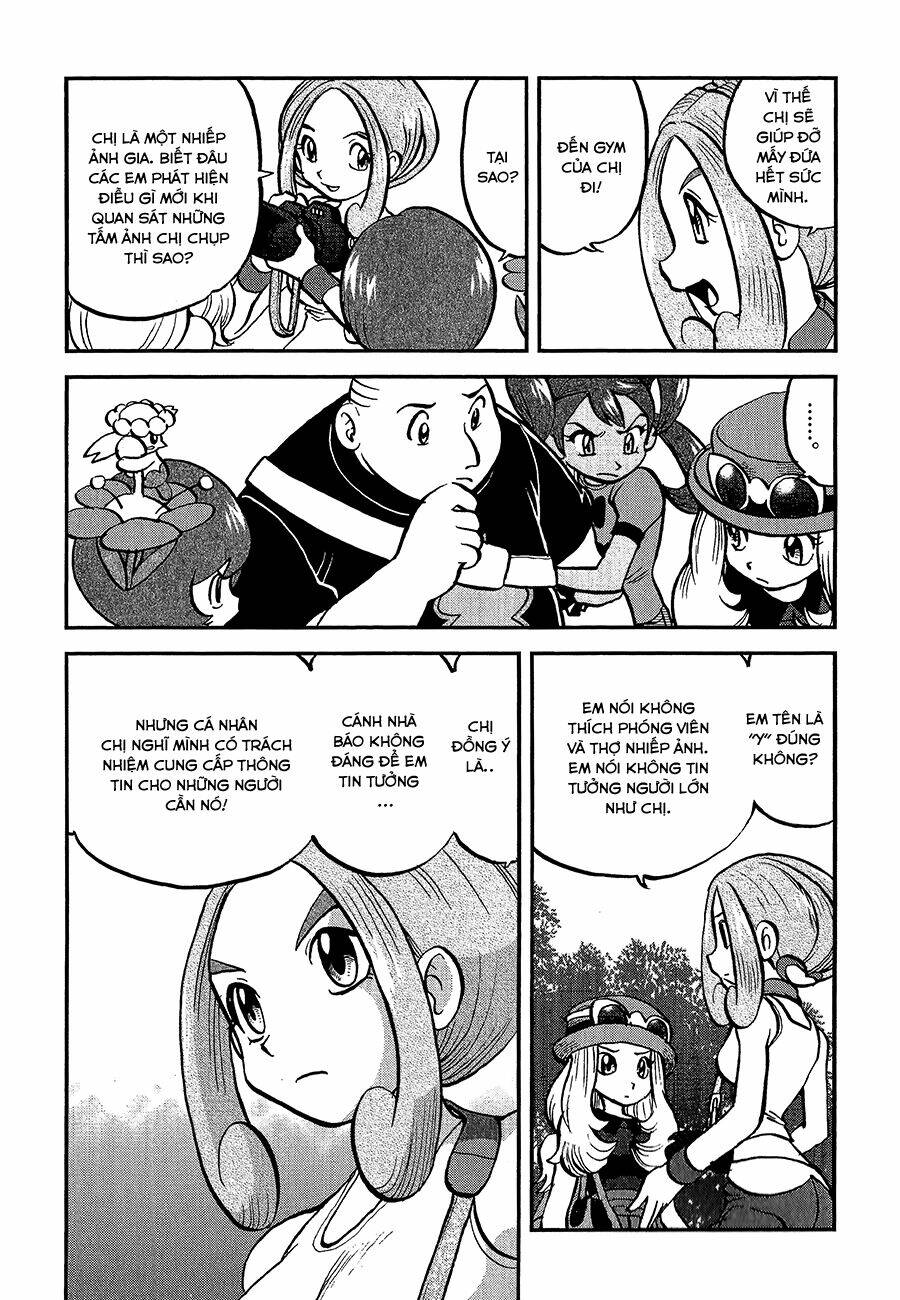 VÌ THẾ
CHỊ SẼ
GIÚP ĐỠ
MẤY ĐỨA
HẾT SỨC
MÌNH.
ĐẾN GYM
CỦA CHỊ
ĐI!
TẠI
SAO?
CHỊ LÀ MỘT NHIẾP
ẢNH GIA. BIẾT ĐÂU
CÁC EM PHÁT HIỆN
ĐIỀU GÌ MỚI KHI
QUAN SÁT NHỮNG
TẤM ẢNH CHỊ CHỤP
THÌ SAO?
......。
EM TÊN LÀ
"Y" ĐÚNG
KHÔNG?
EM NÓI KHÔNG
THÍCH PHÓNG VIÊN
VÀ THỢ NHIẾP ẢNH.
EM NÓI KHÔNG TIN
TƯỞNG NGƯỜI LỚN
NHƯ CHỊ.
CHỊ
ĐỒNG Ý
LÀ..
CÁNH NHÀ
BÁO KHÔNG
ĐÁNG ĐỂ EM
TIN TƯỞNG
...
NHƯNG CÁ NHÂN
CHỊ NGHĨ MÌNH CÓ TRÁCH
NHIỆM CUNG CẤP THÔNG
TIN CHO NHỮNG NGƯỜI
CẦN NÓ!